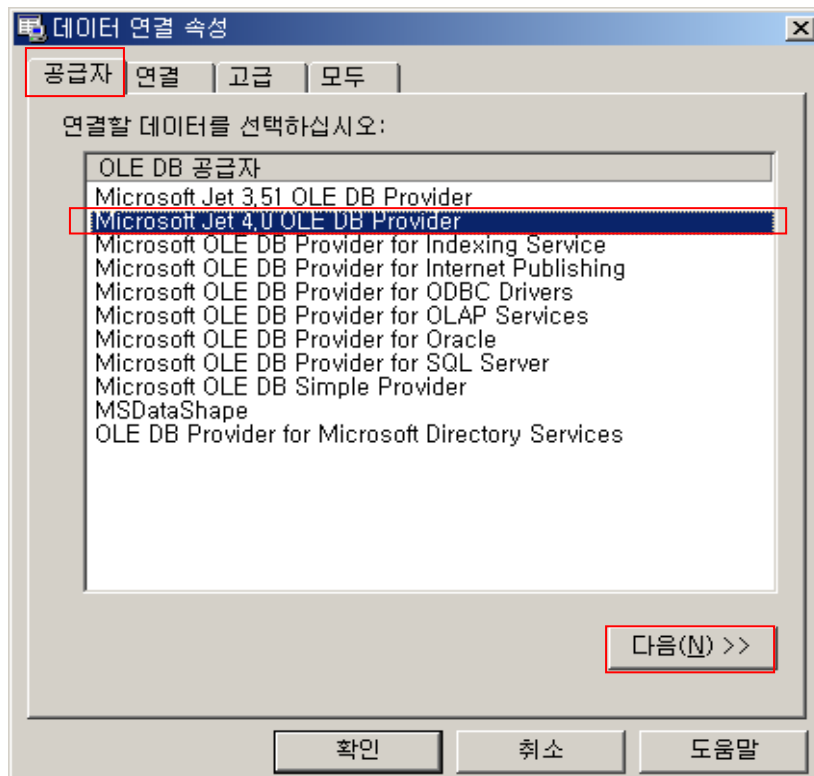 데이터 연결 속성
공급자 연결 고급 모두
연결할 데이터를 선택하십시오:
OLE DB 공급자
Microsoft Jet 3,51 OLE DB Provider
Microsoft Jet 4,0 OLE DB Provider
Microsoft OLE DB Provider for Indexing Service
Microsoft OLE DB Provider for Internet Publishing
Microsoft OLE DB Provider for ODBC Drivers
Microsoft OLE DB Provider for OLAP Services
Microsoft OLE DB Provider for Oracle
Microsoft OLE DB Provider for SQL Server
Microsoft OLE DB Simple Provider
MSDataShape
OLE DB Provider for Microsoft Directory Services
다음(N) >>
확인 취소 도움말